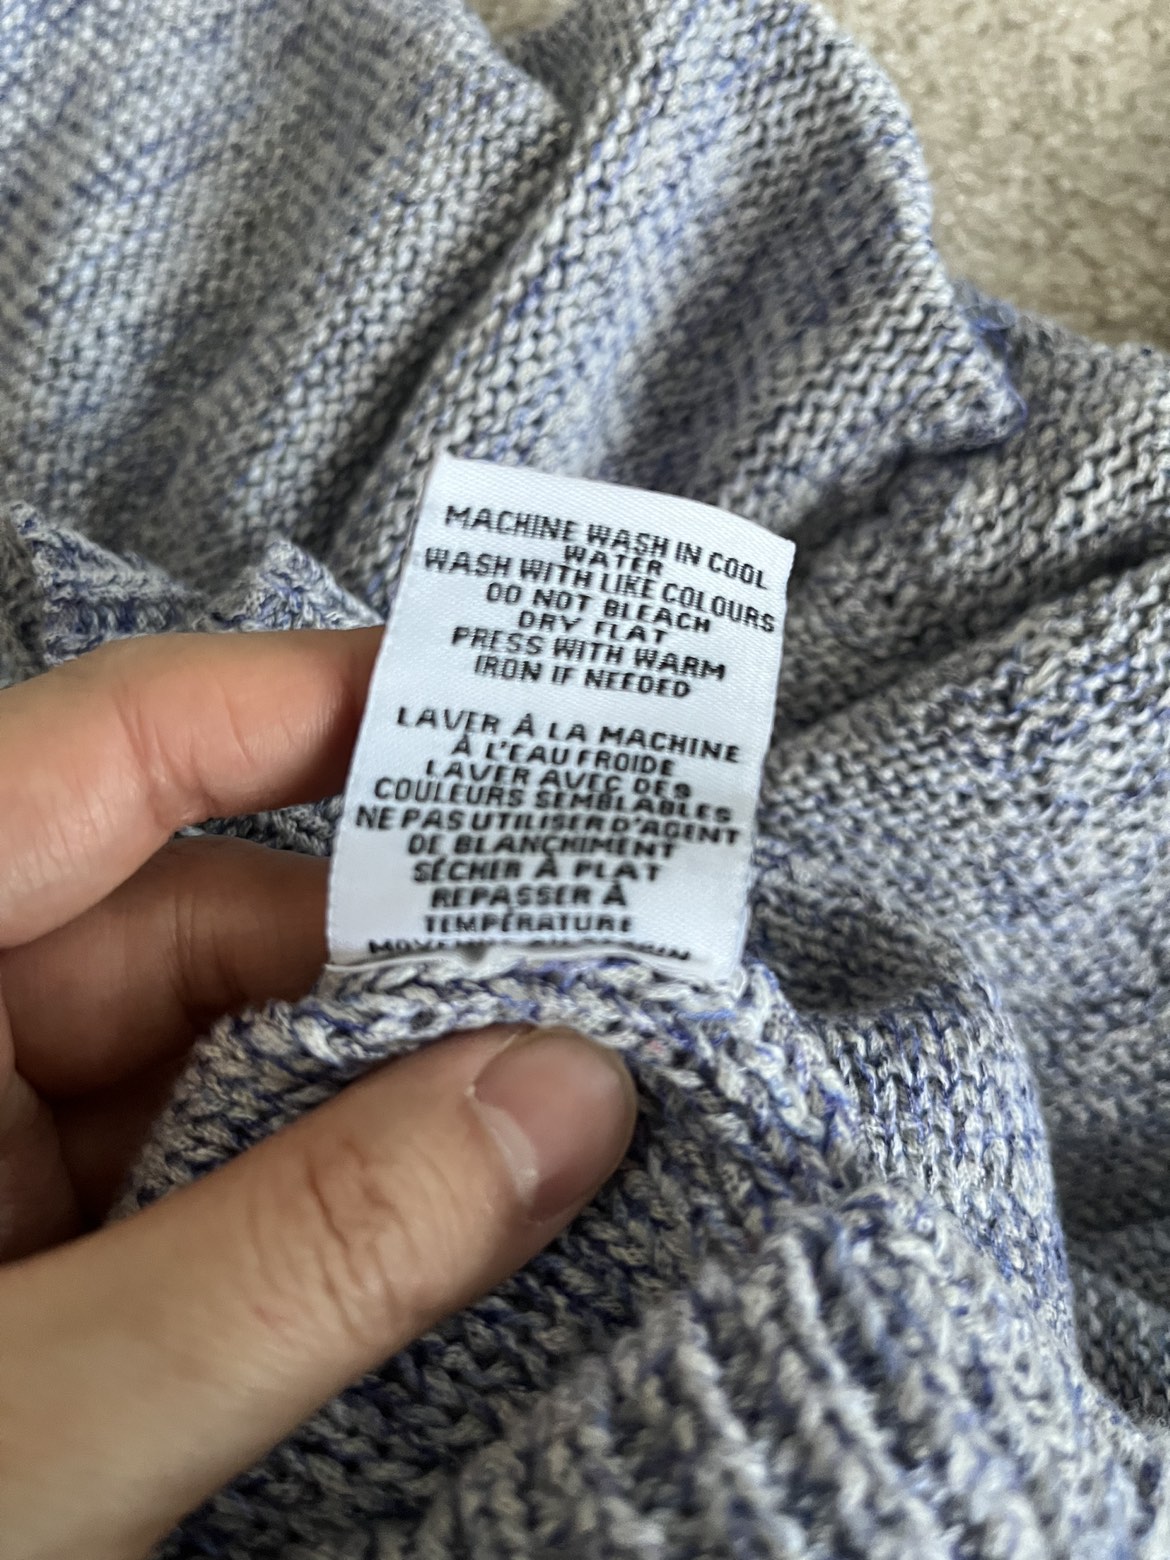 MACHINE WASH IN COOL
WATER
WASH WITH LIKE COLOURS
DO NOT BLEACH
DRY FLAT
PRESS WITH WARM
IRON IF NEEDED
LAVER À LA MACHINE
À L'EAU FROIDE
LAVER AVEC DES
COULEURS SEMBLABLES
NE PAS UTILISER D'AGENT
DE BLANCHIMENT
SÉCHER À PLAT
REPASSER À
TEMPÉRATURE